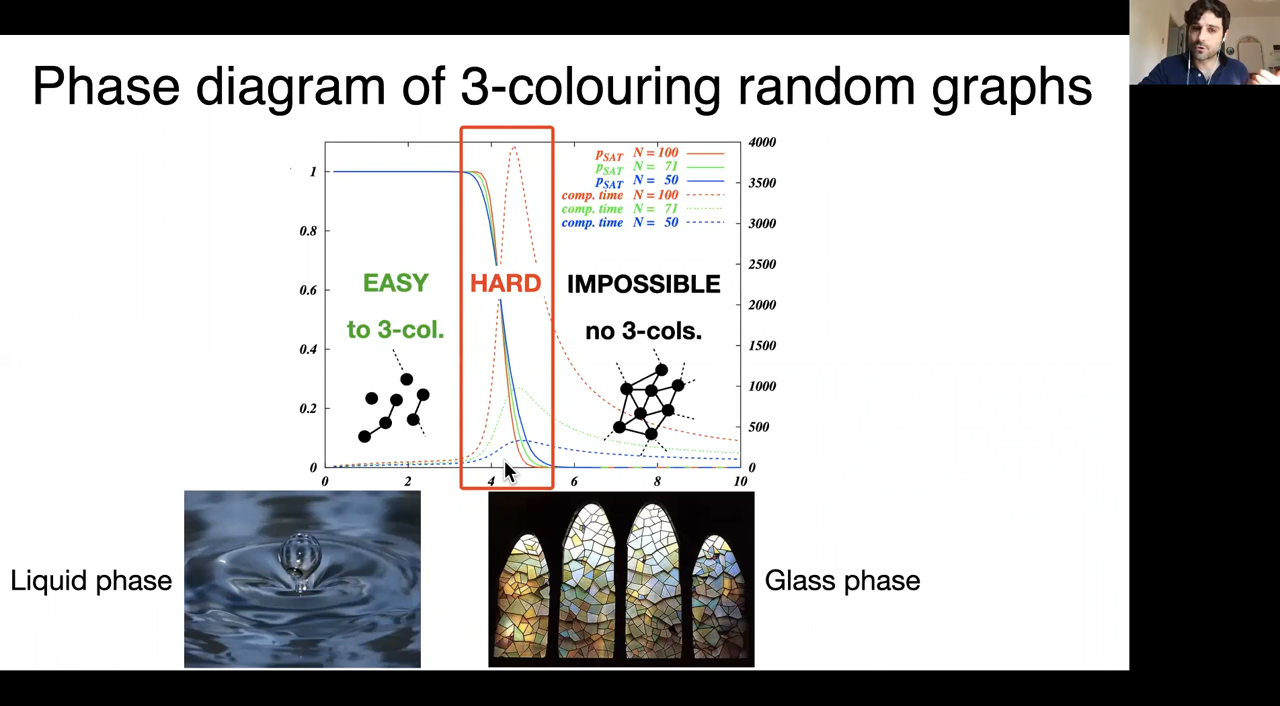 Phase diagram of 3-colouring random graphs
4000
p_SAT N = 100
1
p_SAT N = 71
3500
p_SAT N = 50
comp. time N = 100
comp. time N = 71
3000
comp. time N = 50
0.8
2500
EASY
HARD
IMPOSSIBLE
0.6
2000
to 3-col.
no 3-cols.
1500
0.4
1000
0.2
500
0
0
0 2 4 6 8 10
Liquid phase
Glass phase